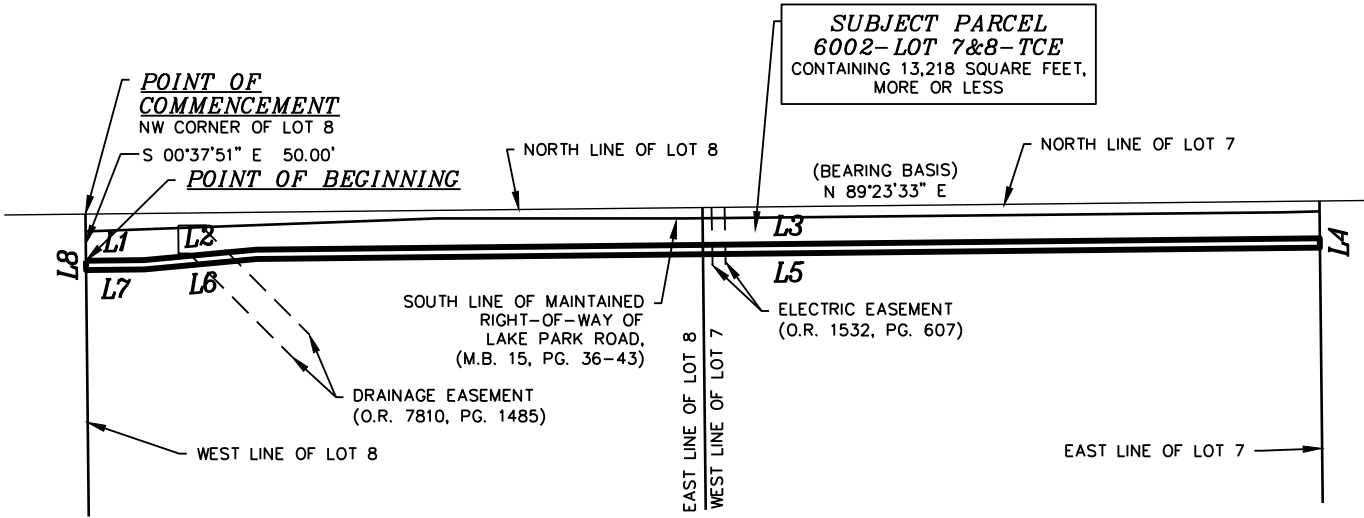 SUBJECT PARCEL
6002-LOT 7&8-TCE
CONTAINING 13,218 SQUARE FEET,
MORE OR LESS
POINT OF
COMMENCEMENT
NW CORNER OF LOT 8
S 00°37'51" E 50.00'
POINT OF BEGINNING
NORTH LINE OF LOT 8
(BEARING BASIS)
N 89°23'33" E
NORTH LINE OF LOT 7
L1
L2
L3
L4
L5
L6
L7
L8
SOUTH LINE OF MAINTAINED
RIGHT-OF-WAY OF
LAKE PARK ROAD,
(M.B. 15, PG. 36-43)
ELECTRIC EASEMENT
(O.R. 1532, PG. 607)
DRAINAGE EASEMENT
(O.R. 7810, PG. 1485)
WEST LINE OF LOT 8
EAST LINE OF LOT 8
WEST LINE OF LOT 7
EAST LINE OF LOT 7